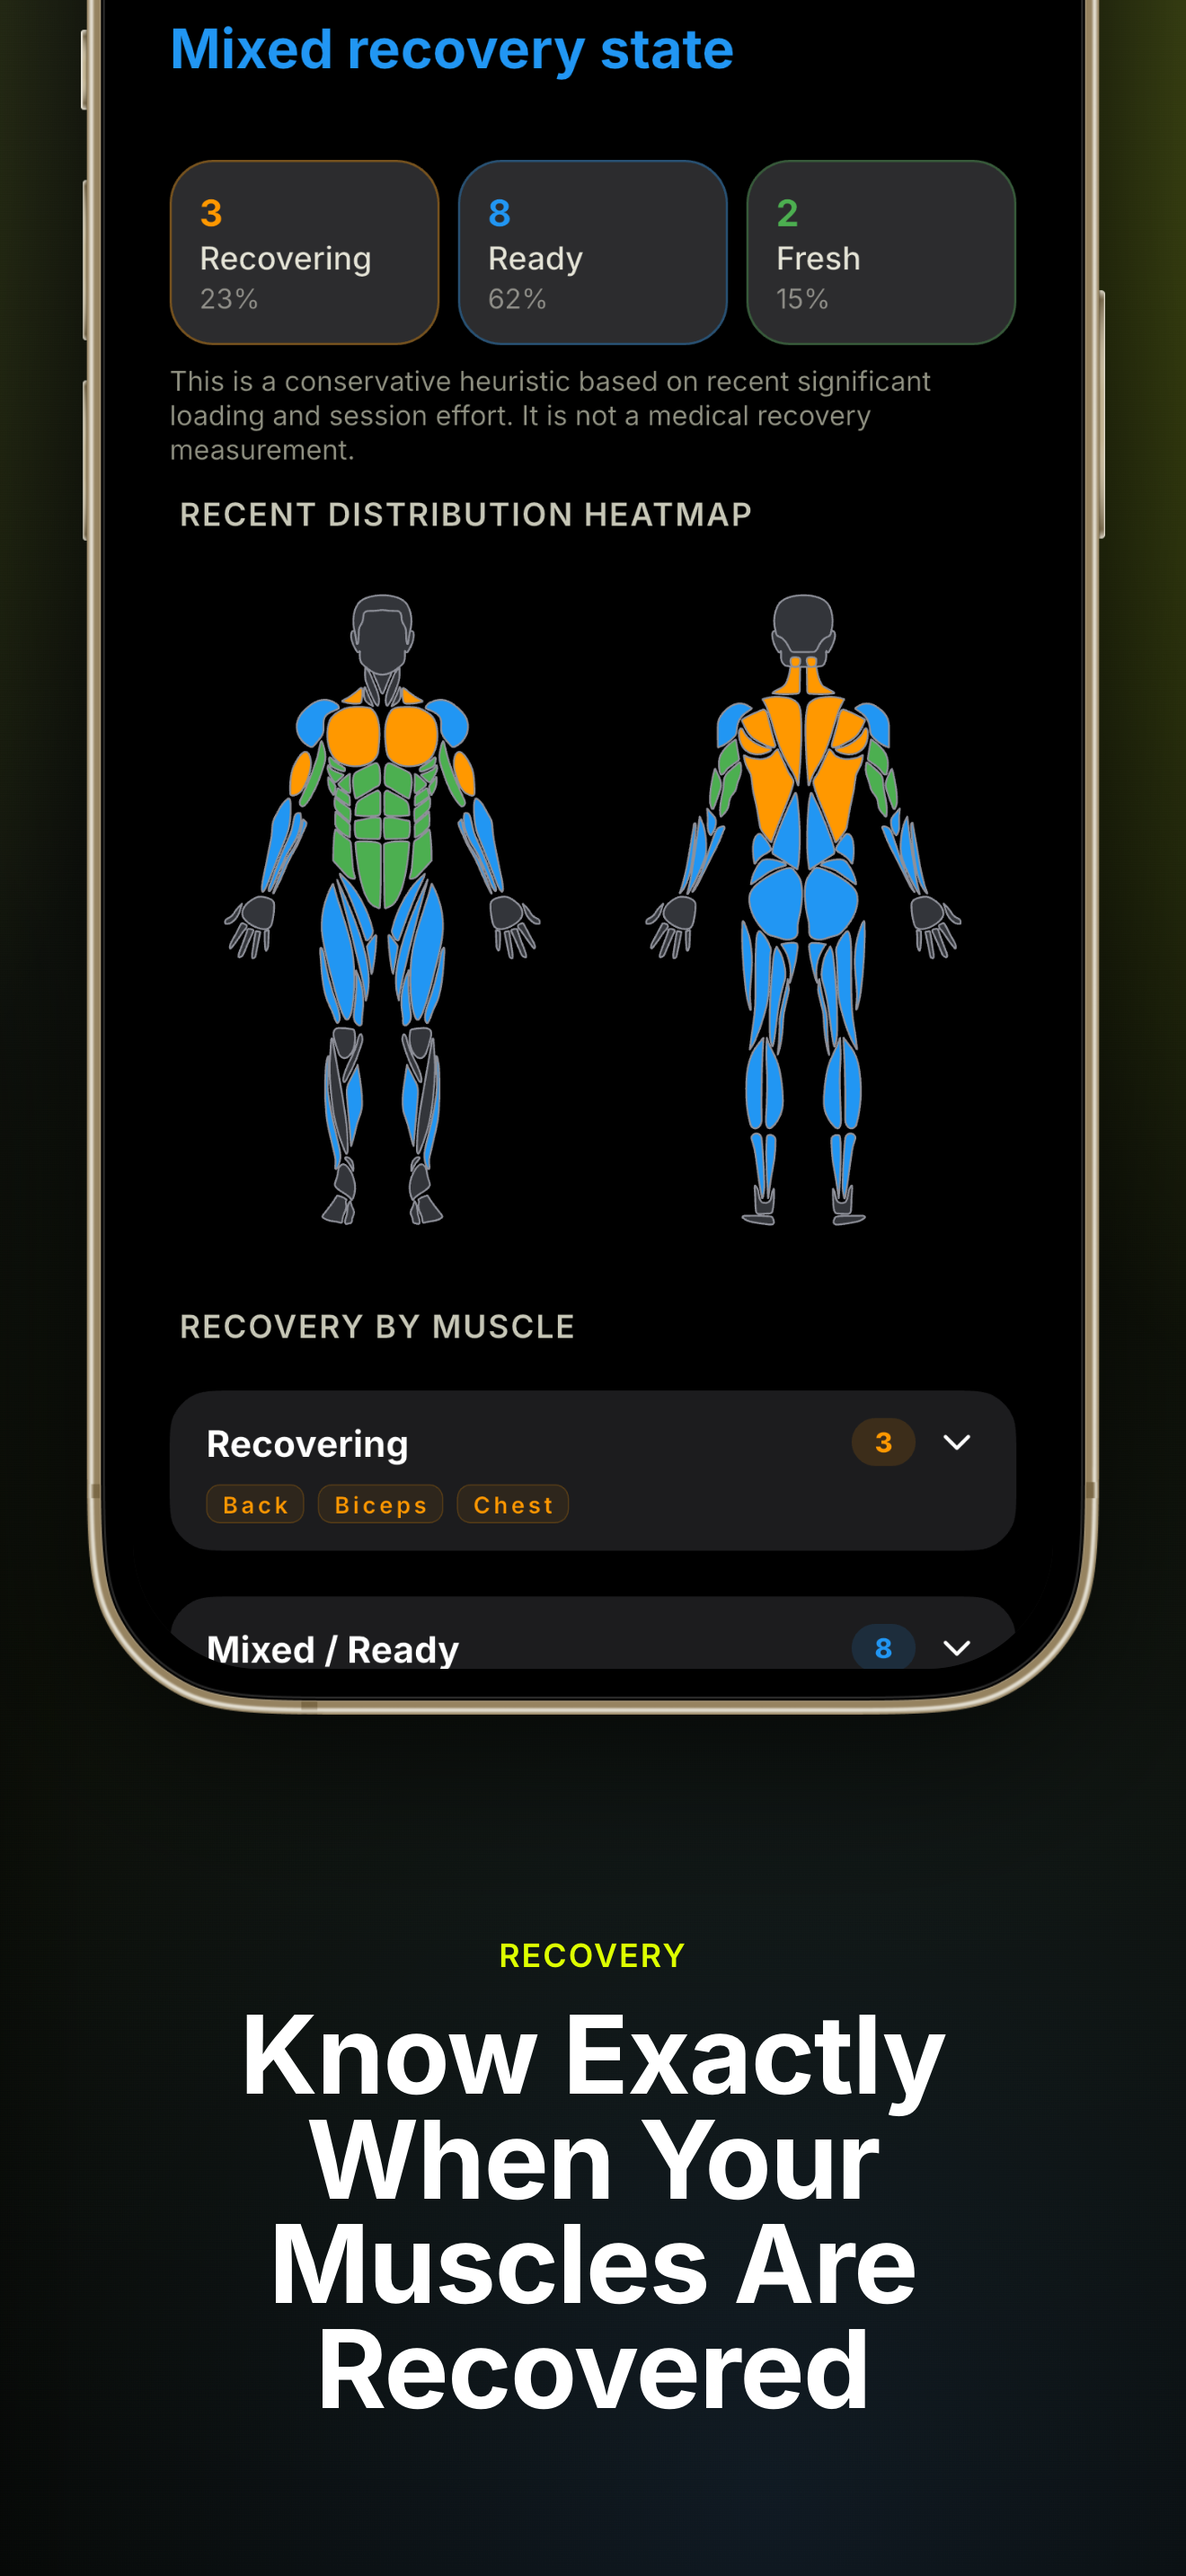 Mixed recovery state
3
Recovering
23%
8
Ready
62%
2
Fresh
15%
This is a conservative heuristic based on recent significant
loading and session effort. It is not a medical recovery
measurement.
RECENT DISTRIBUTION HEATMAP
RECOVERY BY MUSCLE
Recovering
3
Back
Biceps
Chest
Mixed / Ready
8
RECOVERY
Know Exactly
When Your
Muscles Are
Recovered